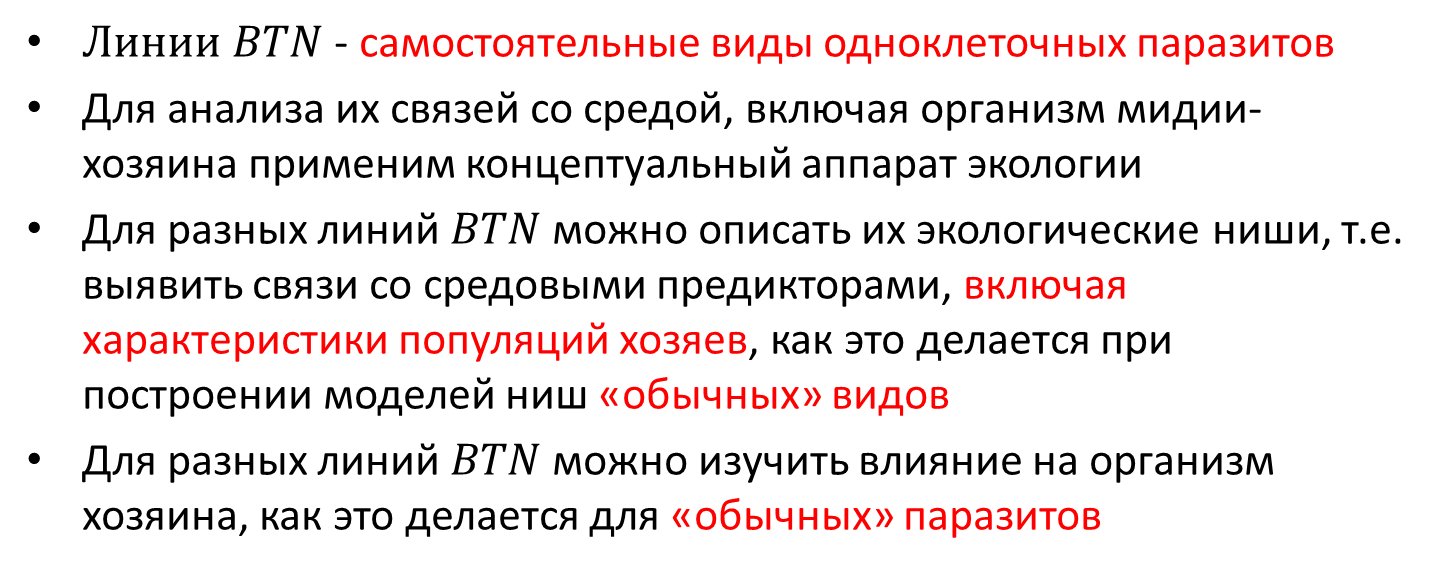 • Линии BTN - самостоятельные виды одноклеточных паразитов
• Для анализа их связей со средой, включая организм мидии-
хозяина применим концептуальный аппарат экологии
• Для разных линий BTN можно описать их экологические ниши, т.е.
выявить связи со средовыми предикторами, включая
характеристики популяций хозяев, как это делается при
построении моделей ниш «обычных» видов
• Для разных линий BTN можно изучить влияние на организм
хозяина, как это делается для «обычных» паразитов